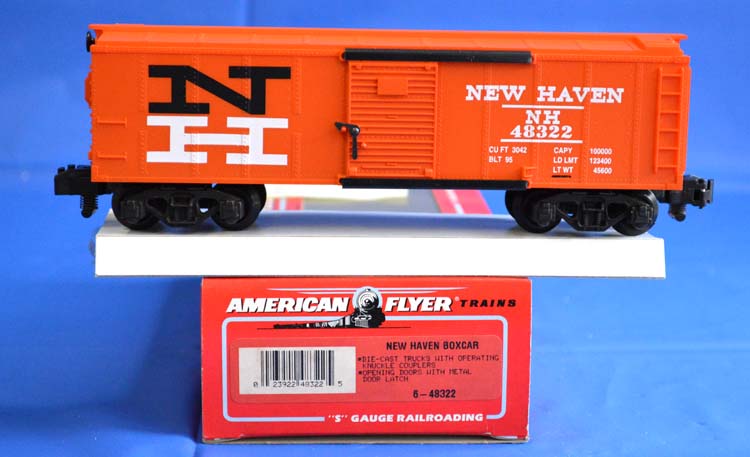 N
H
NEW HAVEN
NH
48322
CU FT 3042 CAPY 100000
BLT 95 LD LMT 123400
LT WT 45600
AMERICAN FLYER® TRAINS
NEW HAVEN BOXCAR
*DIE-CAST TRUCKS WITH OPERATING
KNUCKLE COUPLERS
*OPENING DOORS WITH METAL
DOOR LATCH
0 23922 48322 5
6-48322
"S" GAUGE RAILROADING